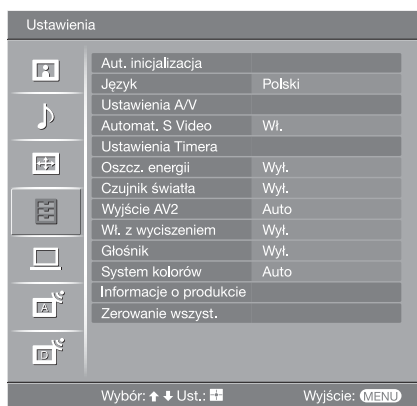 Ustawienia
Aut. inicjalizacja
Język Polski
Ustawienia A/V
Automat. S Video Wł.
Ustawienia Timera
Oszcz. energii Wył.
Czujnik światła Wył.
Wyjście AV2 Auto
Wł. z wyciszeniem Wył.
Głośnik Wył.
System kolorów Auto
Informacje o produkcie
Zerowanie wszyst.
A
D
Wybór: ↑ ↓ Ust.: Wyjście: MENU